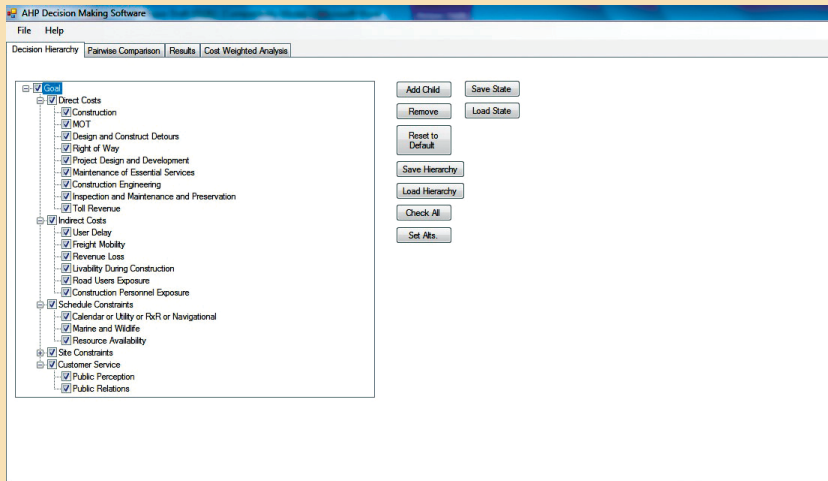 AHP Decision Making Software
File Help
Decision Hierarchy Pairwise Comparison Results Cost Weighted Analysis
Goal
Direct Costs
Construction
MOT
Design and Construct Detours
Right of Way
Project Design and Development
Maintenance of Essential Services
Construction Engineering
Inspection and Maintenance and Preservation
Toll Revenue
Indirect Costs
User Delay
Freight Mobility
Revenue Loss
Livability During Construction
Road Users Exposure
Construction Personnel Exposure
Schedule Constraints
Calendar or Utility or RxR or Navigational
Marine and Wildlife
Resource Availability
Site Constraints
Customer Service
Public Perception
Public Relations
Add Child Save State
Remove Load State
Reset to
Default
Save Hierarchy
Load Hierarchy
Check All
Set Alts.